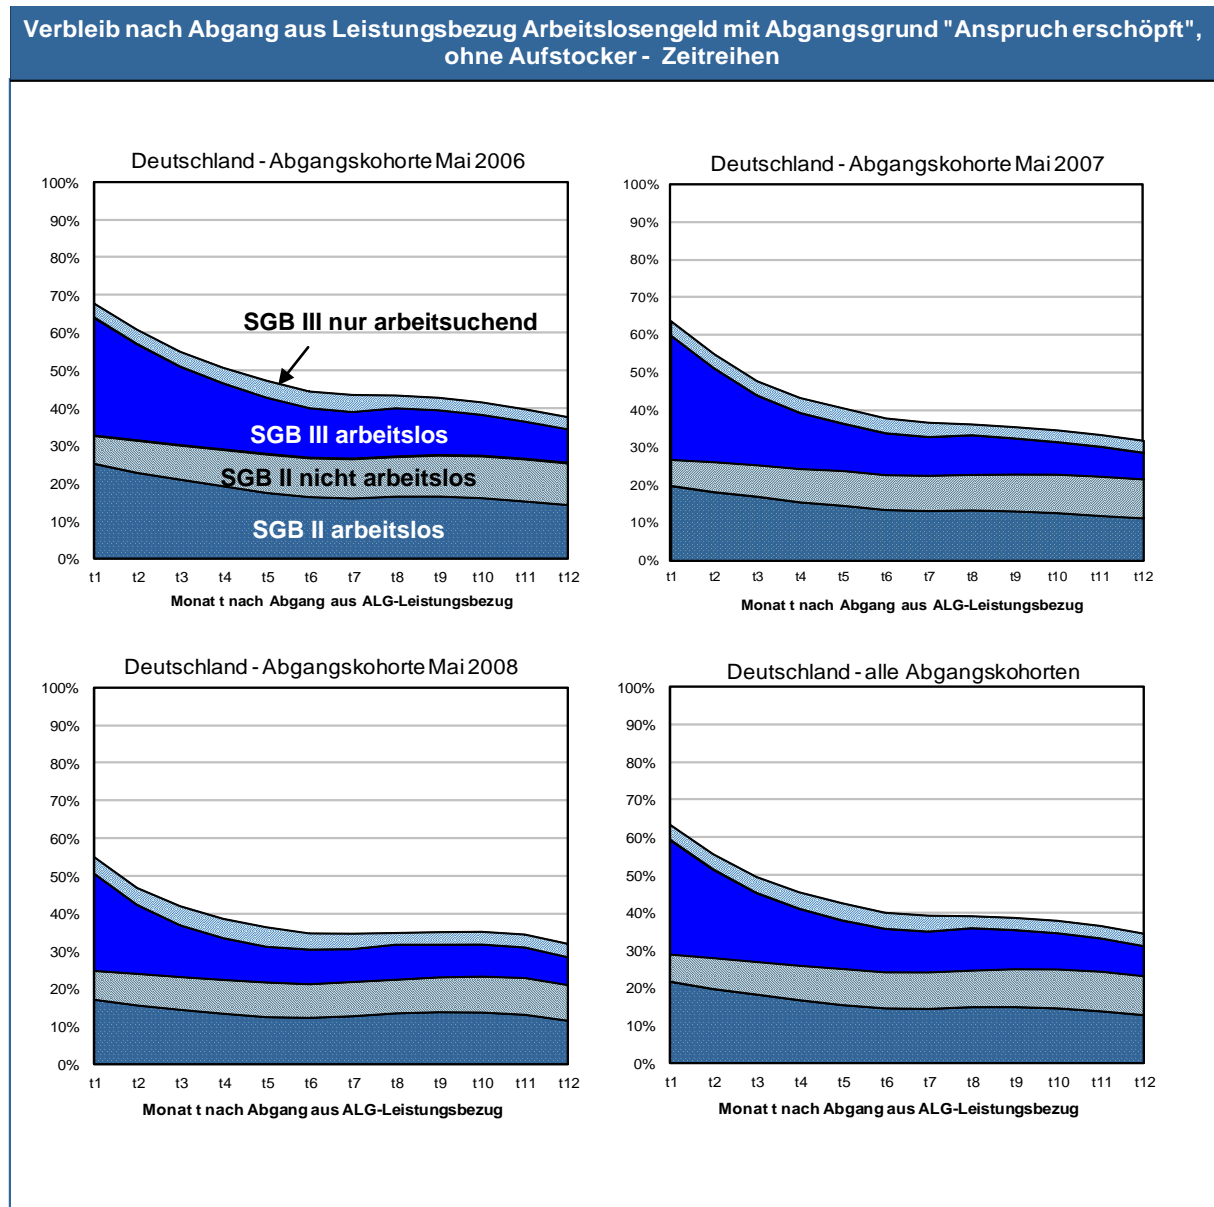 Verbleib nach Abgang aus Leistungsbezug Arbeitslosengeld mit Abgangsgrund "Anspruch erschöpft",
ohne Aufstocker - Zeitreihen
Deutschland - Abgangskohorte Mai 2006
100%
90%
80%
70%
60%
50%
40%
30%
20%
10%
0%
SGB III nur arbeitsuchend
SGB III arbeitslos
SGB II nicht arbeitslos
SGB II arbeitslos
t1 t2 t3 t4 t5 t6 t7 t8 t9 t10 t11 t12
Monat t nach Abgang aus ALG-Leistungsbezug
Deutschland - Abgangskohorte Mai 2007
100%
90%
80%
70%
60%
50%
40%
30%
20%
10%
0%
t1 t2 t3 t4 t5 t6 t7 t8 t9 t10 t11 t12
Monat t nach Abgang aus ALG-Leistungsbezug
Deutschland - Abgangskohorte Mai 2008
100%
90%
80%
70%
60%
50%
40%
30%
20%
10%
0%
t1 t2 t3 t4 t5 t6 t7 t8 t9 t10 t11 t12
Monat t nach Abgang aus ALG-Leistungsbezug
Deutschland - alle Abgangskohorten
100%
90%
80%
70%
60%
50%
40%
30%
20%
10%
0%
t1 t2 t3 t4 t5 t6 t7 t8 t9 t10 t11 t12
Monat t nach Abgang aus ALG-Leistungsbezug